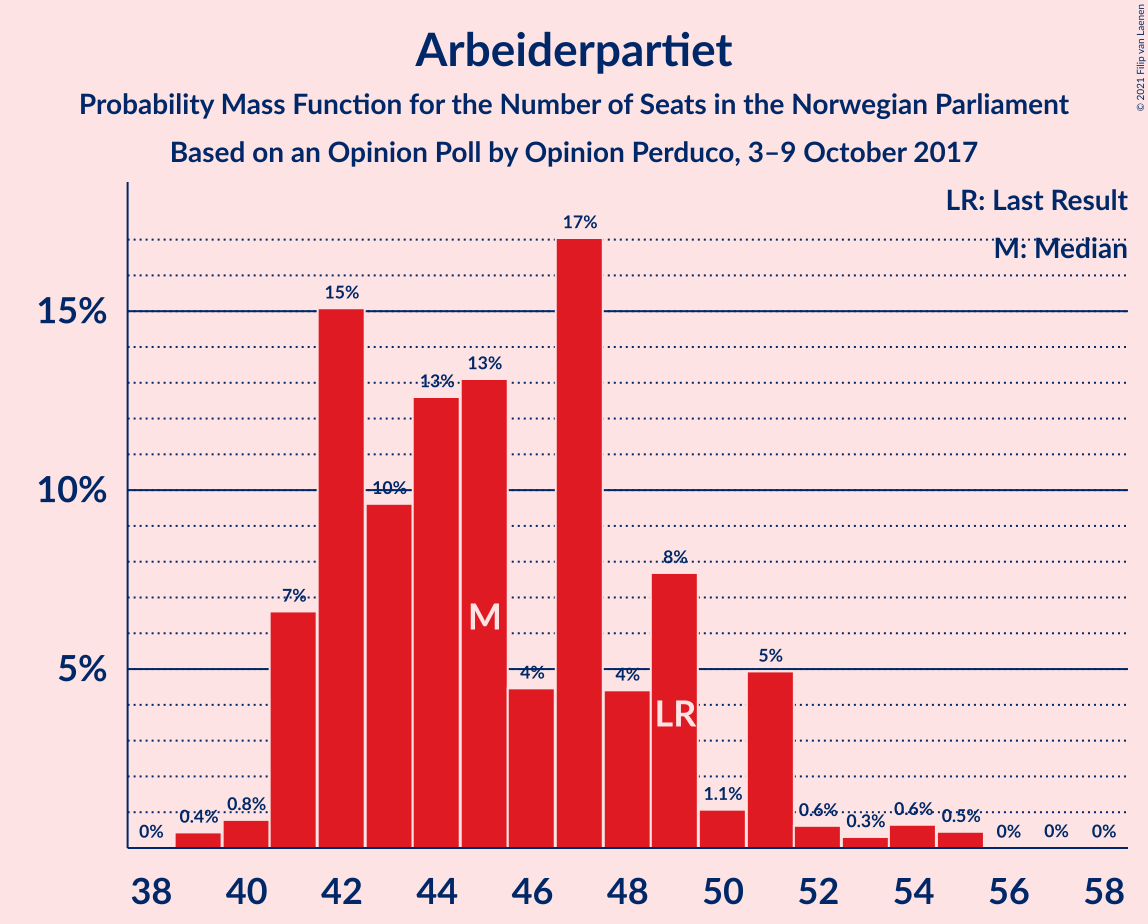 Arbeiderpartiet
Probability Mass Function for the Number of Seats in the Norwegian Parliament
Based on an Opinion Poll by Opinion Perduco, 3–9 October 2017
© 2021 Filip van Laenen
LR: Last Result
M: Median
15%
10%
5%
0%
0.4%
0.8%
7%
15%
10%
13%
13%
4%
17%
4%
8%
1.1%
5%
0.6%
0.3%
0.6%
0.5%
0%
0%
0%
M
LR
38 40 42 44 46 48 50 52 54 56 58